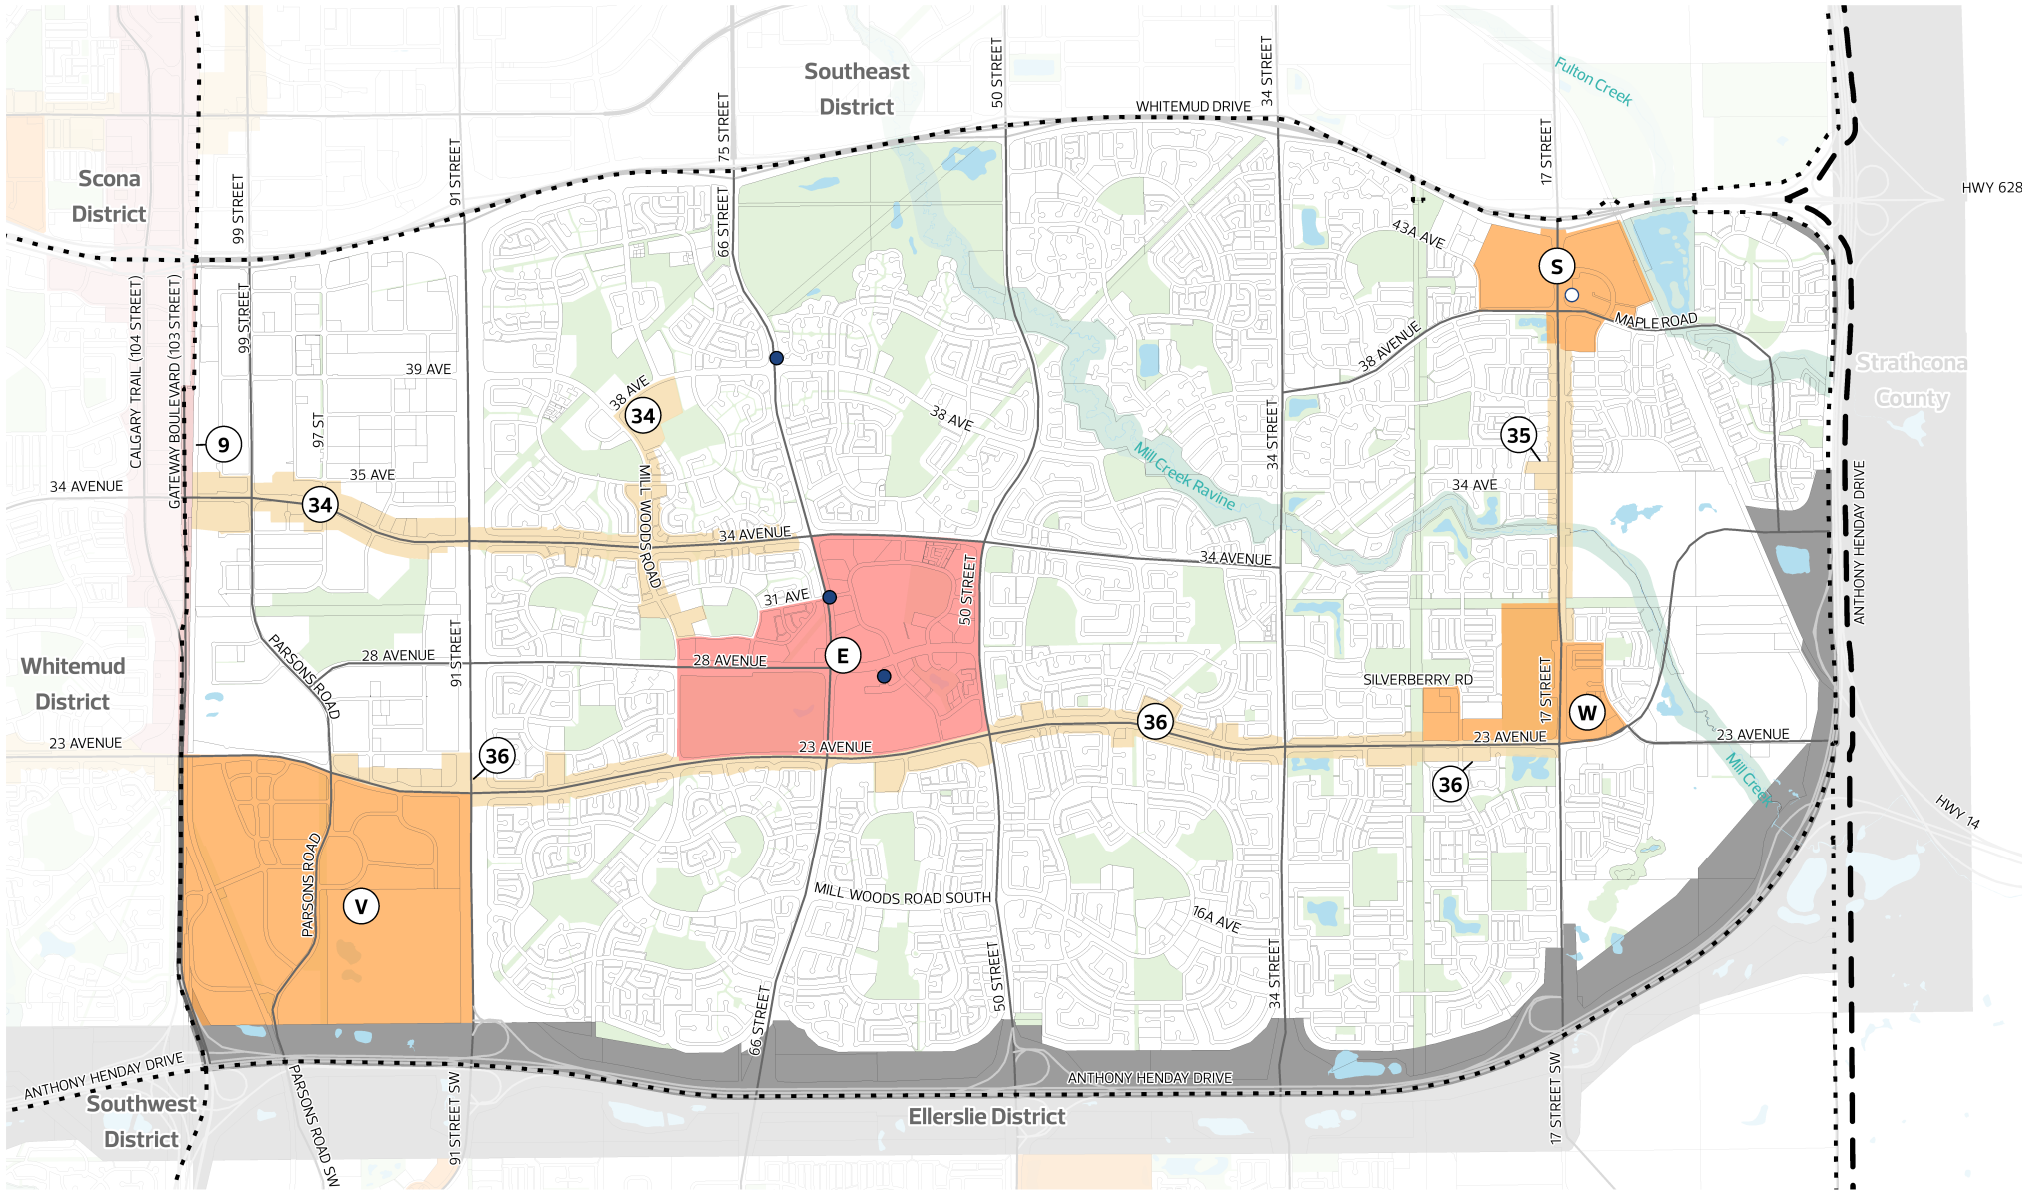 Southeast
District
50 STREET
34 STREET
Fulton Creek
WHITEMUD DRIVE
75 STREET
17 STREET
91 STREET
Scona
District
99 STREET
66 STREET
HWY 628
43A AVE
S
CALGARY TRAIL (104 STREET)
GATEWAY BOULEVARD (103 STREET)
99 STREET
MAPLE ROAD
38 AVENUE
39 AVE
Strathcona
County
38 AVE
34
38 AVE
9
97 ST
34 STREET
35
Mill Creek Ravine
35 AVE
34 AVENUE
34 AVE
34
MILL WOODS ROAD
34 AVENUE
34 AVENUE
ANTHONY HENDAY DRIVE
50 STREET
31 AVE
PARSONS ROAD
91 STREET
28 AVENUE
28 AVENUE
E
Whitemud
District
SILVERBERRY RD
17 STREET
W
36
23 AVENUE
36
23 AVENUE
23 AVENUE
23 AVENUE
36
Mill Creek
HWY 14
PARSONS ROAD
V
MILL WOODS ROAD SOUTH
16A AVE
50 STREET
34 STREET
66 STREET
ANTHONY HENDAY DRIVE
ANTHONY HENDAY DRIVE
Southwest
District
PARSONS ROAD SW
91 STREET SW
Ellerslie District
17 STREET SW